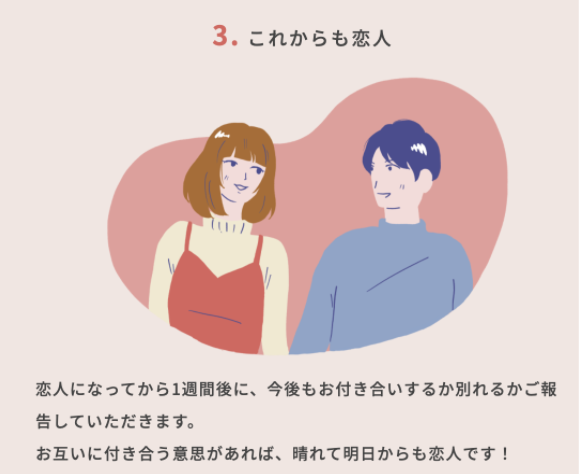 3. これからも恋人
恋人になってから1週間後に、今後もお付き合いするか別れるかご報
告していただきます。
お互いに付き合う意思があれば、晴れて明日からも恋人です！